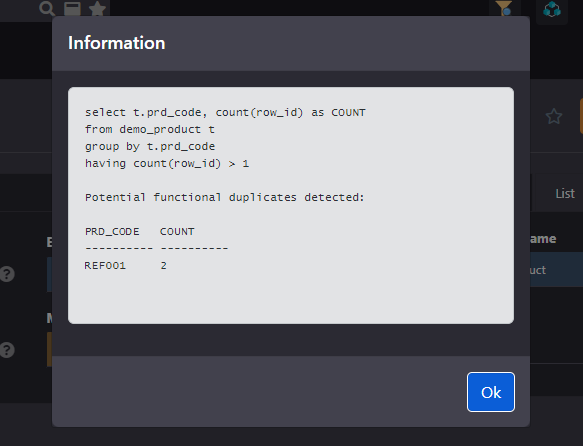 Information
select t.prd_code, count(row_id) as COUNT
from demo_product t
group by t.prd_code
having count(row_id) > 1
Potential functional duplicates detected:
PRD_CODE   COUNT
---------- ----------
REF001     2
List
ame
uct
?
?
Ok